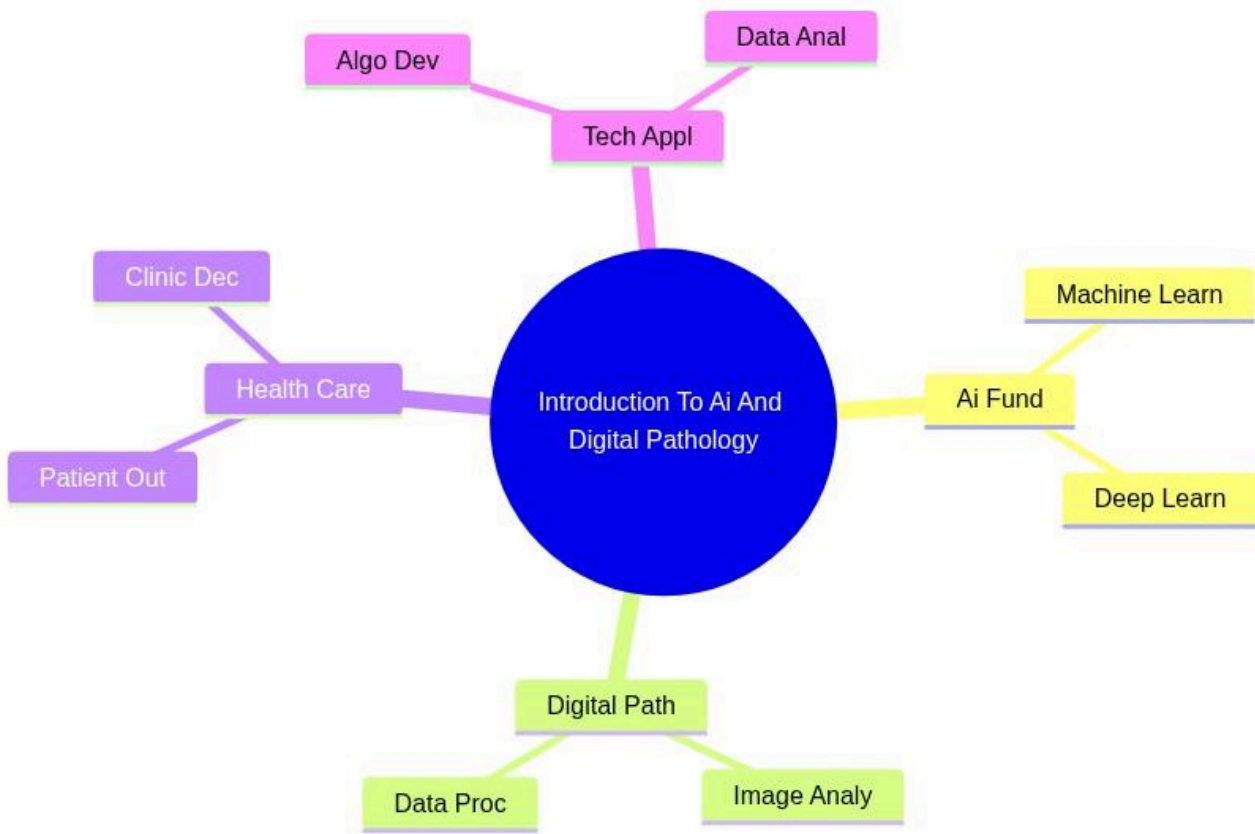 Data Anal
Algo Dev
Tech Appl
Clinic Dec
Machine Learn
Health Care
Ai Fund
Introduction To Ai And
Digital Pathology
Patient Out
Deep Learn
Digital Path
Data Proc
Image Analy